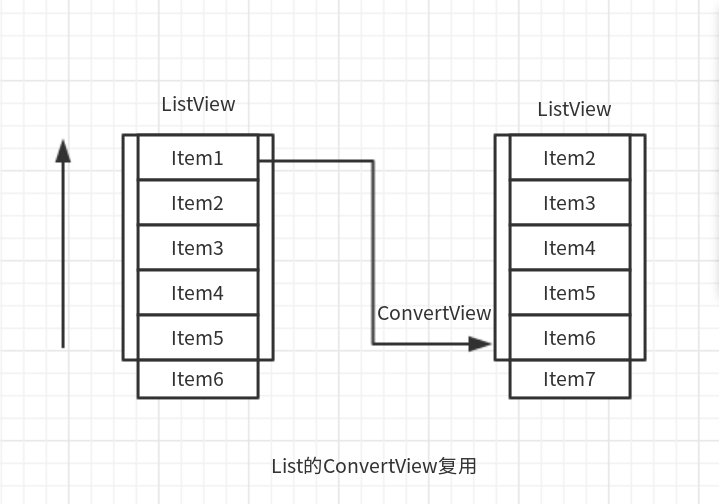 ListView
Item1
Item2
Item3
Item4
Item5
Item6
ConvertView
ListView
Item2
Item3
Item4
Item5
Item6
Item7
List的ConvertView复用